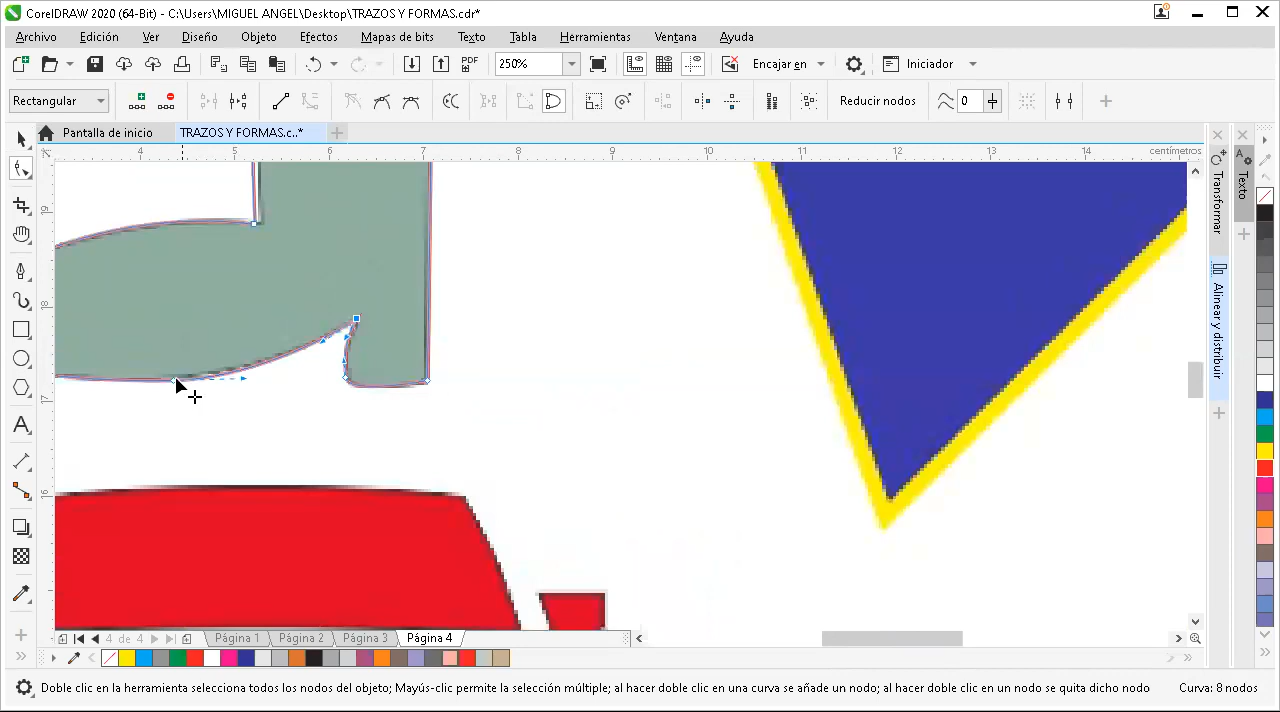 CorelDRAW 2020 (64-Bit) - C:\Users\MIGUEL ANGEL\Desktop\TRAZOS Y FORMAS.cdr*
Archivo Edición Ver Diseño Objeto Efectos Mapas de bits Texto Tabla Herramientas Ventana Ayuda
PDF 250% Encajar en Iniciador
Rectangular Reducir nodos 0
Pantalla de inicio TRAZOS Y FORMAS.c...*
4 5 6 7 8 9 10 11 12 13 14 centímetros
19
18
17
16
Transformar
Alinear y distribuir
Texto
4 de 4 Página 1 Página 2 Página 3 Página 4
Doble clic en la herramienta selecciona todos los nodos del objeto; Mayús-clic permite la selección múltiple; al hacer doble clic en una curva se añade un nodo; al hacer doble clic en un nodo se quita dicho nodo Curva: 8 nodos